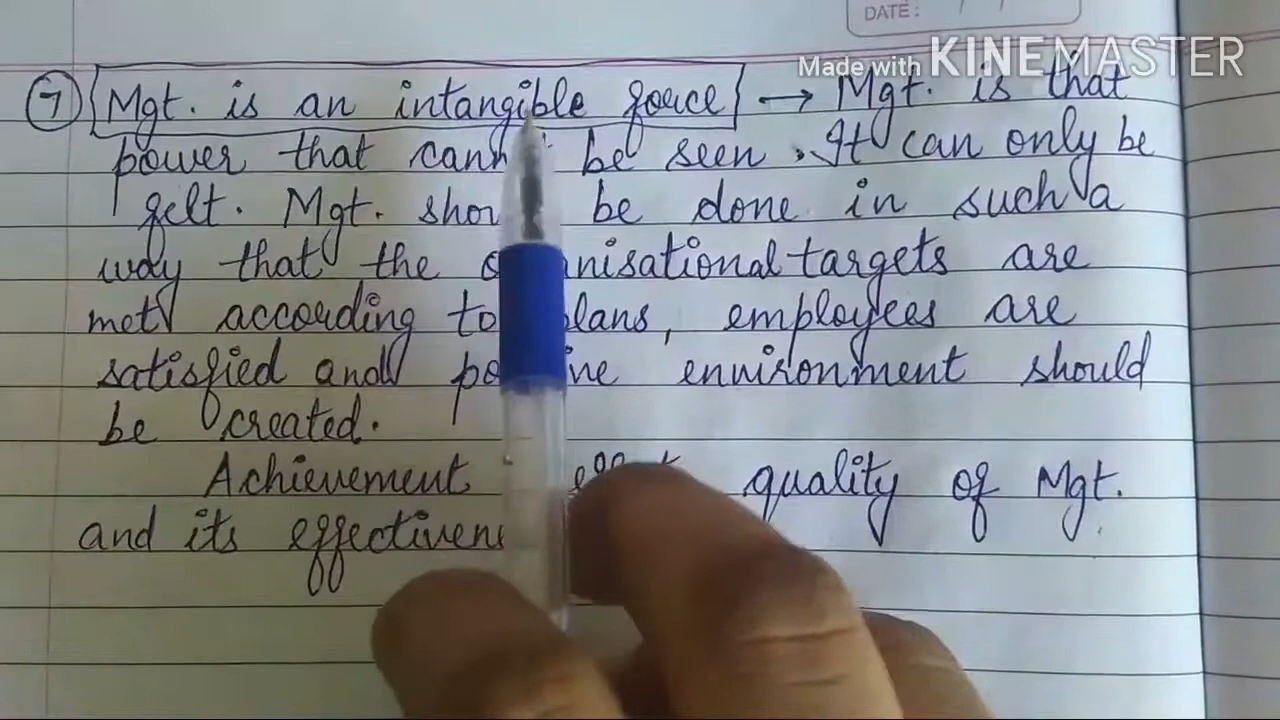 DATE:
Made with KINEMASTER
⑦ Mgt. is an intangible force → Mgt. is that
power that be seen. It can only be
felt. Mgt. be done in such a
way that the targets are
met according to plans, employees are
satisfied and environment should
be created.
Achievement quality of Mgt.
and its